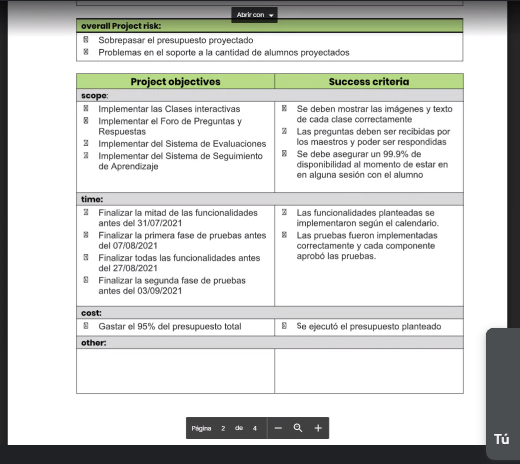 Abrir con
overall Project risk:
Sobrepasar el presupuesto proyectado
Problemas en el soporte a la cantidad de alumnos proyectados
Project objectives
Success criteria
scope:
Implementar las Clases interactivas
Implementar el Foro de Preguntas y
Respuestas
Implementar del Sistema de Evaluaciones
Implementar del Sistema de Seguimiento
de Aprendizaje
Se deben mostrar las imágenes y texto
de cada clase correctamente
Las preguntas deben ser recibidas por
los maestros y poder ser respondidas
Se debe asegurar un 99.9% de
disponibilidad al momento de estar en
en alguna sesión con el alumno
time:
Finalizar la mitad de las funcionalidades
antes del 31/07/2021
Finalizar la primera fase de pruebas antes
del 07/08/2021
Finalizar todas las funcionalidades antes
del 27/08/2021
Finalizar la segunda fase de pruebas
antes del 03/09/2021
Las funcionalidades planteadas se
implementaron según el calendario.
Las pruebas fueron implementadas
correctamente y cada componente
aprobó las pruebas.
cost:
Gastar el 95% del presupuesto total
Se ejecutó el presupuesto planteado
other:
Página 2 de 4
Tú